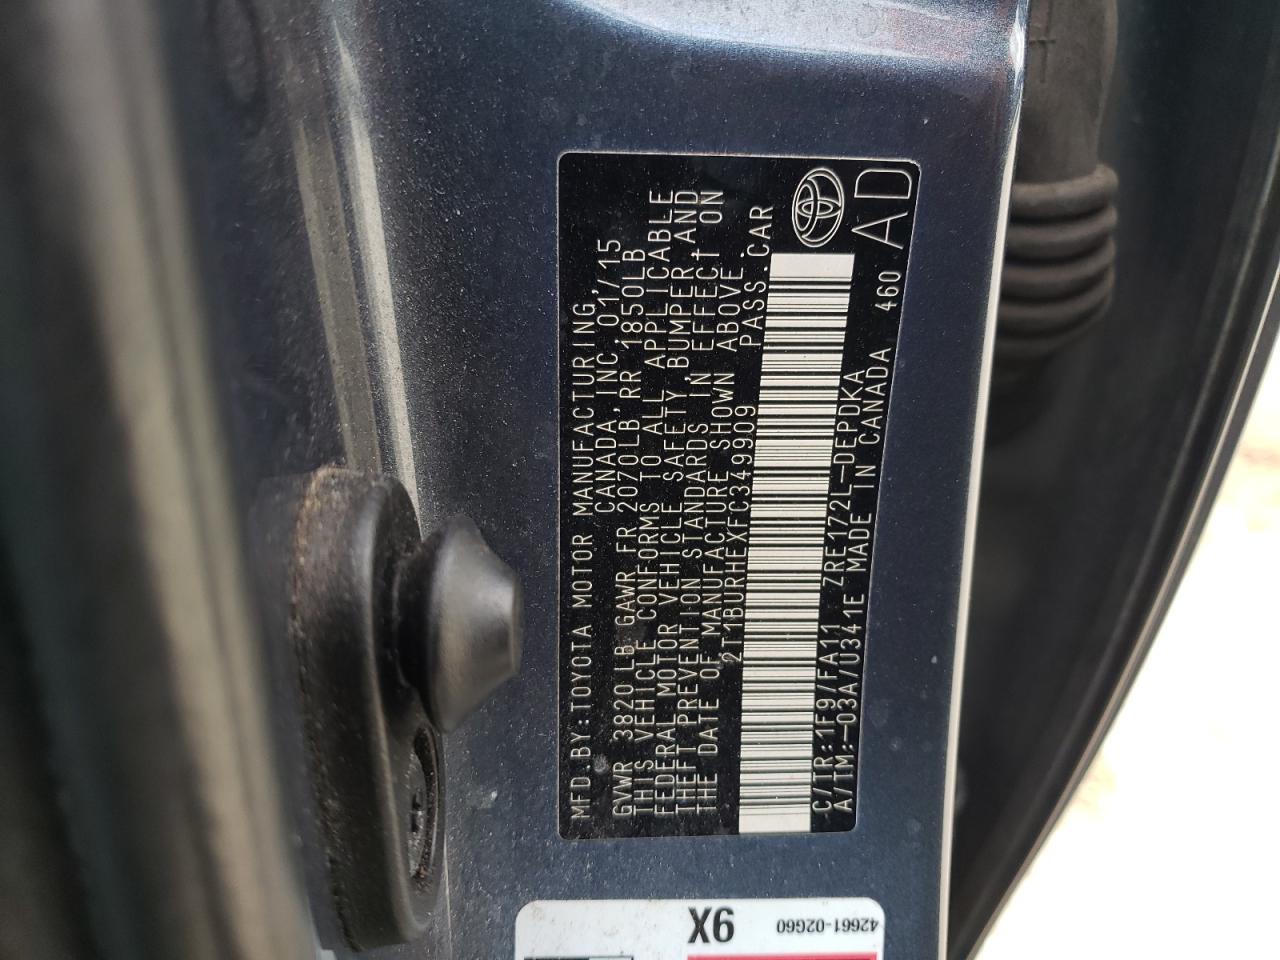 MFD.BY:TOYOTA MOTOR MANUFACTURING,
CANADA, INC. 01/15
GVWR 3820LB GAWR FR 2070LB RR 1850LB
THIS VEHICLE CONFORMS TO ALL APPLICABLE
FEDERAL MOTOR VEHICLE SAFETY, BUMPER, AND
THEFT PREVENTION STANDARDS IN EFFECT ON
THE DATE OF MANUFACTURE SHOWN ABOVE.
2T1BURHEXFC349909 PASS.CAR
C/TR: 1F9/FA11 ZRE172L-DEPDKA
A/TM:-03A/U341E MADE IN CANADA 460
AD
9X
42661-02G60